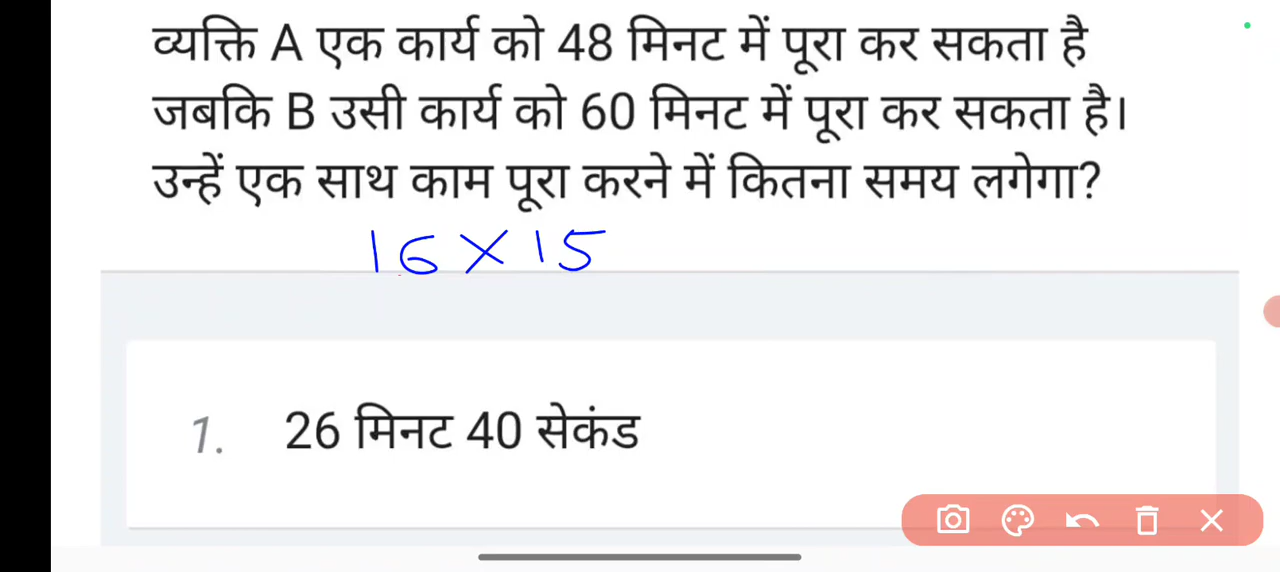 व्यक्ति A एक कार्य को 48 मिनट में पूरा कर सकता है
जबकि B उसी कार्य को 60 मिनट में पूरा कर सकता है।
उन्हें एक साथ काम पूरा करने में कितना समय लगेगा?
16 × 15
1. 26 मिनट 40 सेकंड